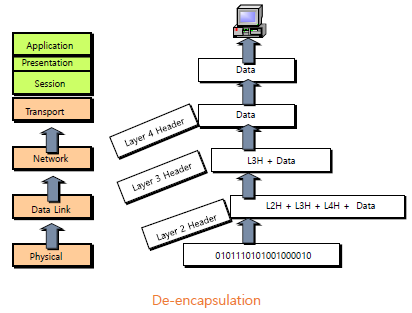 Application
Presentation
Session
Transport
Network
Data Link
Physical
Data
Data
Layer 4 Header
L3H + Data
Layer 3 Header
L2H + L3H + L4H + Data
Layer 2 Header
0101110101001000010
De-encapsulation